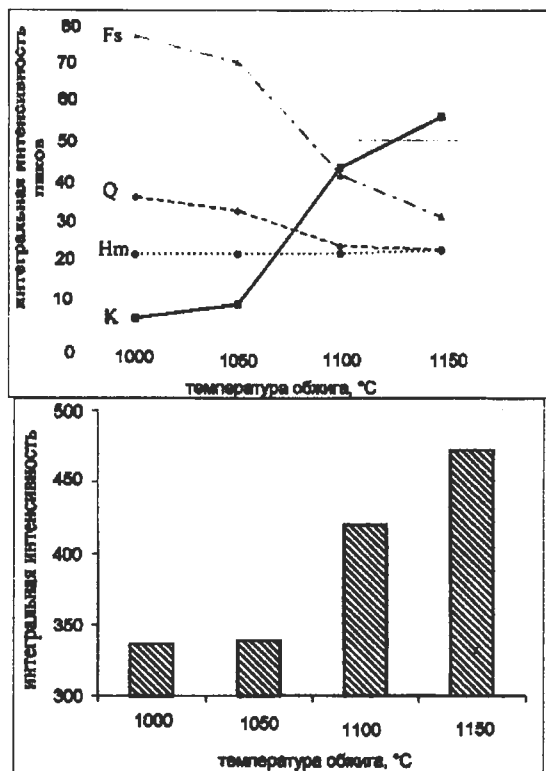 интегральная интенсивность
пиков
80
70
60
50
40
30
20
10
0
Fs
Q
Hm
K
1000 1050 1100 1150
температура обжига, °С
интегральная интенсивность
500
450
400
350
300
1000 1050 1100 1150
температура обжига, °С